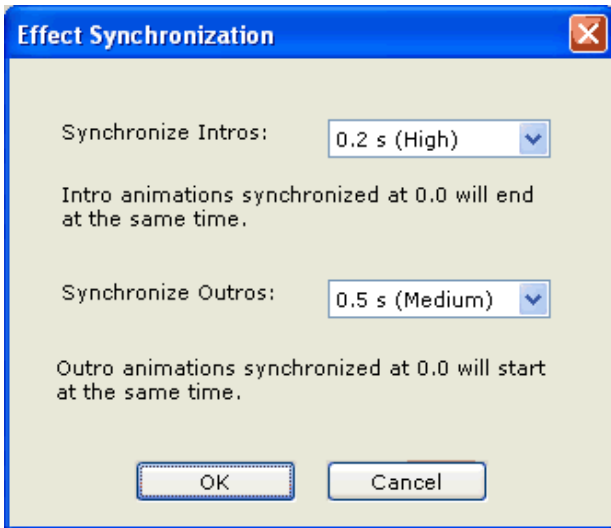 Effect Synchronization
Synchronize Intros:
0.2 s (High)
Intro animations synchronized at 0.0 will end
at the same time.
Synchronize Outros:
0.5 s (Medium)
Outro animations synchronized at 0.0 will start
at the same time.
OK
Cancel